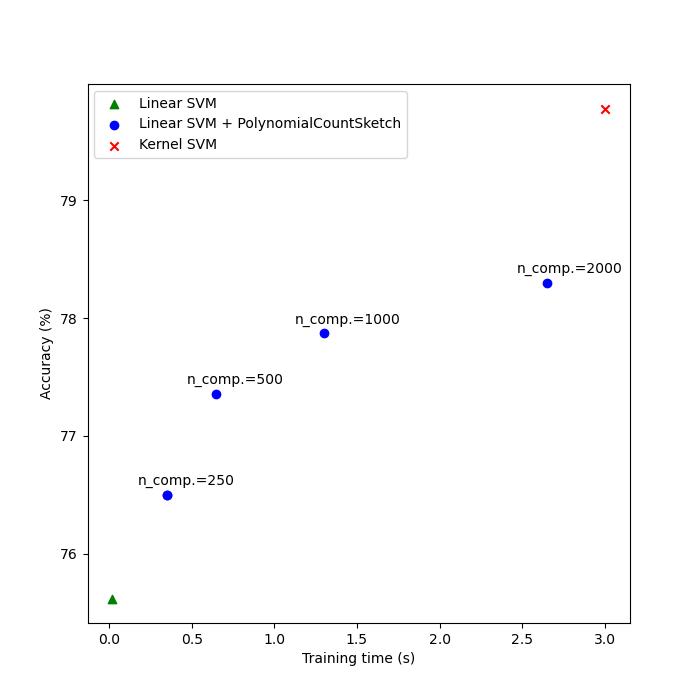 Linear SVM
Linear SVM + PolynomialCountSketch
Kernel SVM
79
n_comp.=2000
78
n_comp.=1000
n_comp.=500
77
n_comp.=250
76
Accuracy (%)
0.0 0.5 1.0 1.5 2.0 2.5 3.0
Training time (s)